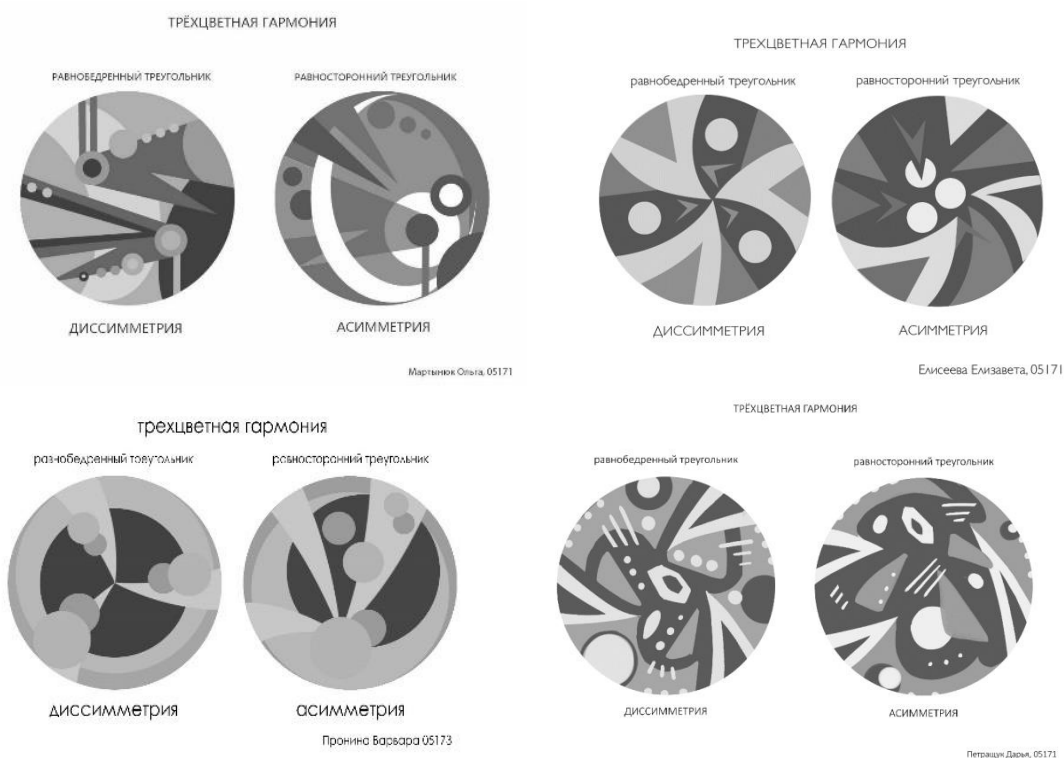 ТРЁХЦВЕТНАЯ ГАРМОНИЯ
РАВНОБЕДРЕННЫЙ ТРЕУГОЛЬНИК
РАВНОСТОРОННИЙ ТРЕУГОЛЬНИК
ДИССИММЕТРИЯ
АСИММЕТРИЯ
Мартынюк Ольга, 05171
ТРЕХЦВЕТНАЯ ГАРМОНИЯ
равнобедренный треугольник
равносторонний треугольник
ДИССИММЕТРИЯ
АСИММЕТРИЯ
Елисеева Елизавета, 05171
трехцветная гармония
равнобедренный треугольник
равносторонний треугольник
диссимметрия
асимметрия
Пронина Варвара 05173
ТРЁХЦВЕТНАЯ ГАРМОНИЯ
равнобедренный треугольник
равносторонний треугольник
ДИССИММЕТРИЯ
АСИММЕТРИЯ
Петращук Дарья, 05171